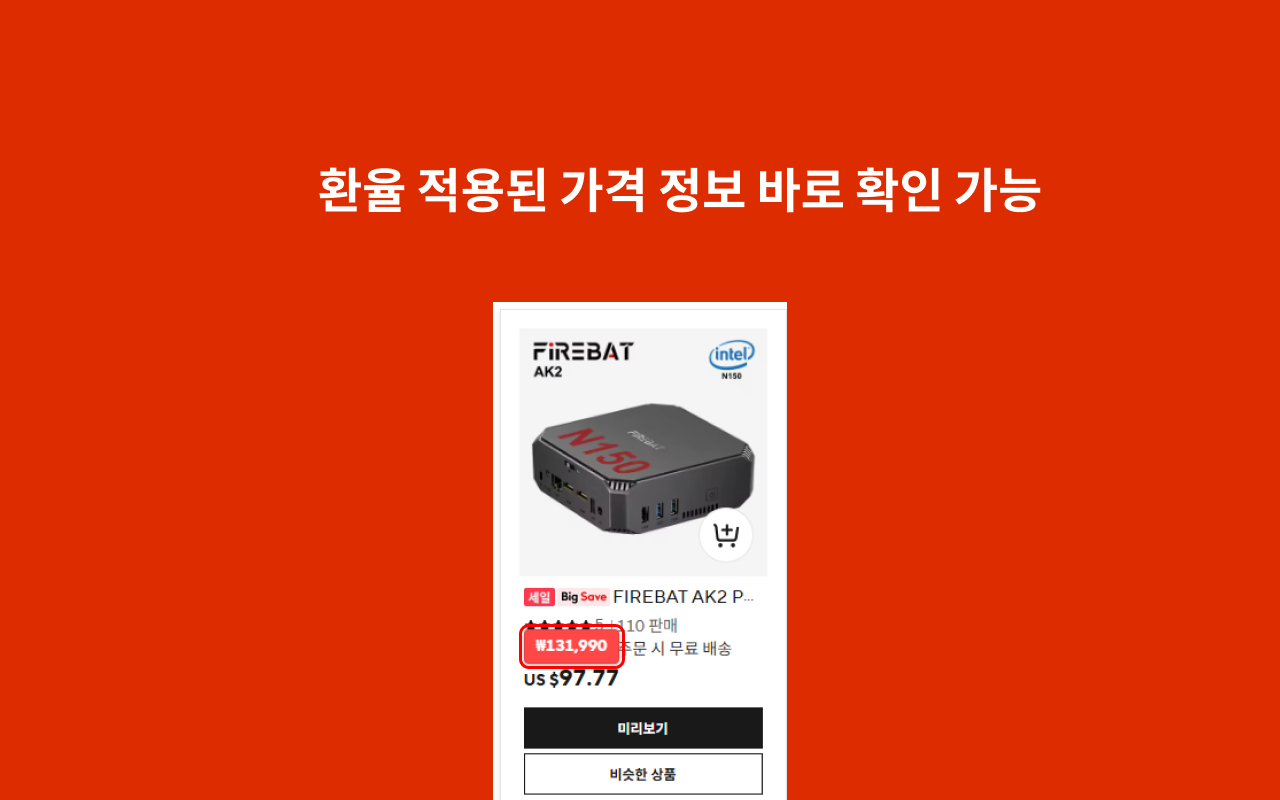 환율 적용된 가격 정보 바로 확인 가능
FIREBAT
AK2
intel
N150
FIREBAT
N150
세일 Big Save FIREBAT AK2 P...
5 | 110 판매
₩131,990 주문 시 무료 배송
US $97.77
미리보기
비슷한 상품